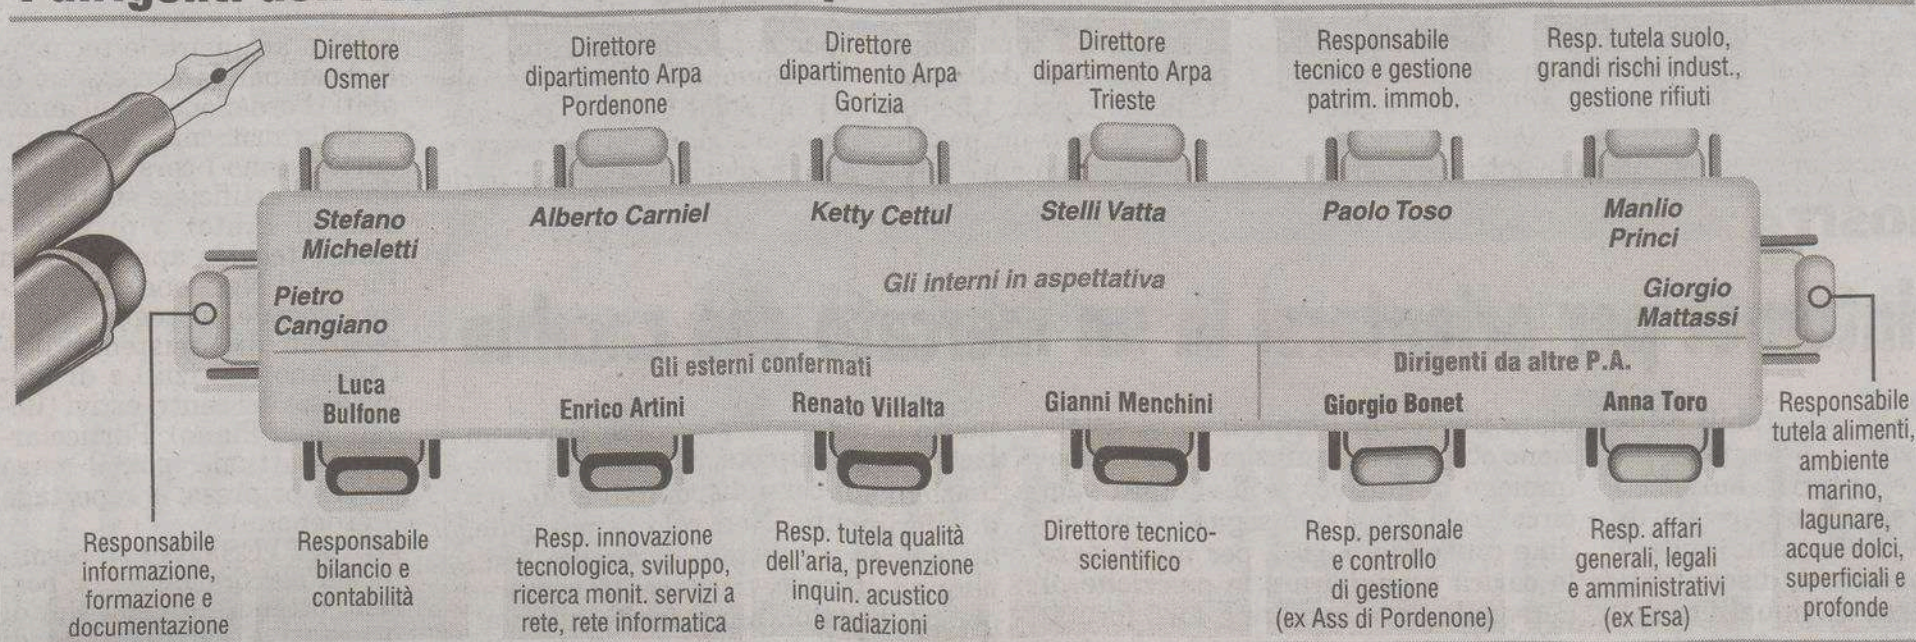 Direttore
Osmer
Direttore
dipartimento Arpa
Pordenone
Direttore
dipartimento Arpa
Gorizia
Direttore
dipartimento Arpa
Trieste
Responsabile
tecnico e gestione
patrim. immob.
Resp. tutela suolo,
grandi rischi indust.,
gestione rifiuti
Stefano
Micheletti
Alberto Carniel
Ketty Cettul
Stelli Vatta
Paolo Toso
Manlio
Princi
Gli interni in aspettativa
Pietro
Cangiano
Giorgio
Mattassi
Gli esterni confermati
Dirigenti da altre P.A.
Luca
Bulfone
Enrico Artini
Renato Villalta
Gianni Menchini
Giorgio Bonet
Anna Toro
Responsabile
informazione,
formazione e
documentazione
Responsabile
bilancio e
contabilità
Resp. innovazione
tecnologica, sviluppo,
ricerca monit. servizi a
rete, rete informatica
Resp. tutela qualità
dell'aria, prevenzione
inquin. acustico
e radiazioni
Direttore tecnico-
scientifico
Resp. personale
e controllo
di gestione
(ex Ass di Pordenone)
Resp. affari
generali, legali
e amministrativi
(ex Ersa)
Responsabile
tutela alimenti,
ambiente
marino,
lagunare,
acque dolci,
superficiali e
profonde